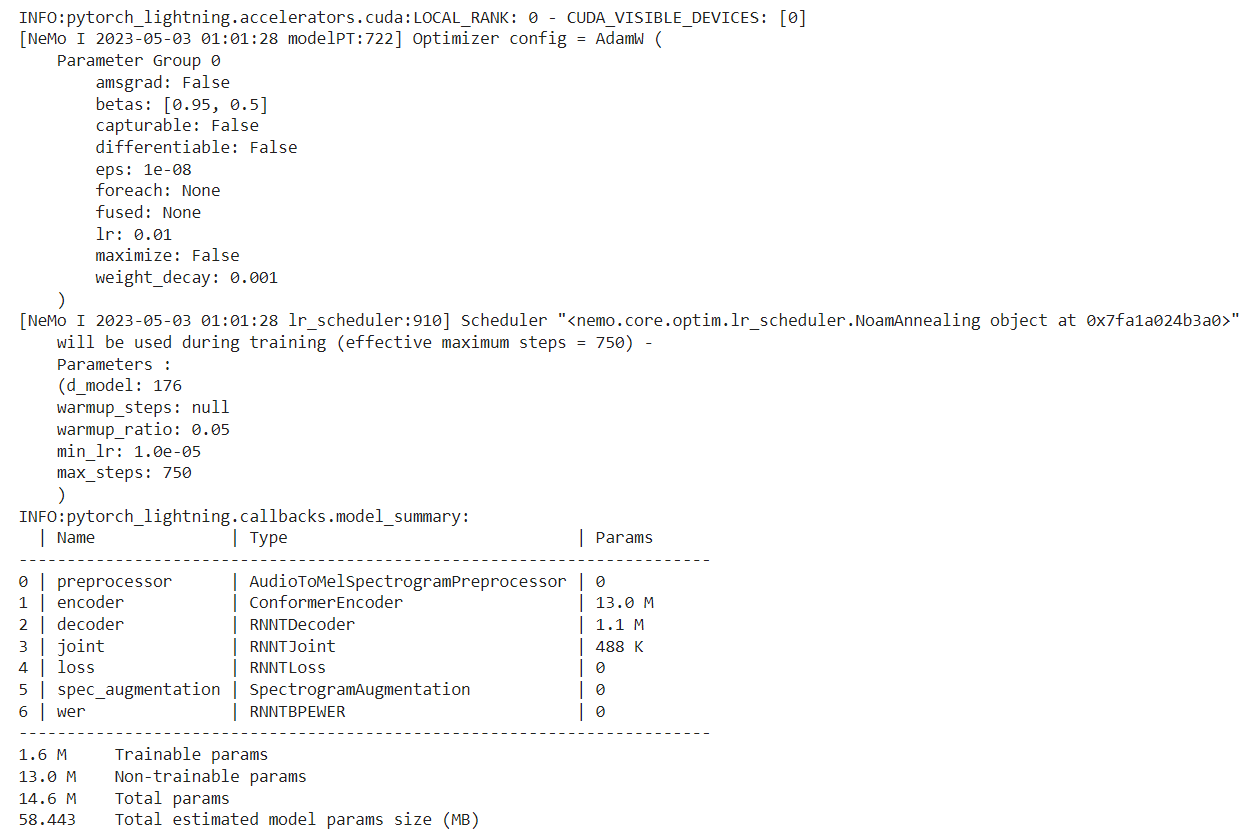 INFO:pytorch_lightning.accelerators.cuda:LOCAL_RANK: 0 - CUDA_VISIBLE_DEVICES: [0]
[NeMo I 2023-05-03 01:01:28 modelPT:722] Optimizer config = AdamW (
    Parameter Group 0
        amsgrad: False
        betas: [0.95, 0.5]
        capturable: False
        differentiable: False
        eps: 1e-08
        foreach: None
        fused: None
        lr: 0.01
        maximize: False
        weight_decay: 0.001
    )
[NeMo I 2023-05-03 01:01:28 lr_scheduler:910] Scheduler "<nemo.core.optim.lr_scheduler.NoamAnnealing object at 0x7fa1a024b3a0>"
    will be used during training (effective maximum steps = 750) -
    Parameters :
    (d_model: 176
    warmup_steps: null
    warmup_ratio: 0.05
    min_lr: 1.0e-05
    max_steps: 750
    )
INFO:pytorch_lightning.callbacks.model_summary:
  | Name              | Type                              | Params
------------------------------------------------------------------------
0 | preprocessor      | AudioToMelSpectrogramPreprocessor | 0
1 | encoder           | ConformerEncoder                  | 13.0 M
2 | decoder           | RNNTDecoder                       | 1.1 M
3 | joint             | RNNTJoint                         | 488 K
4 | loss              | RNNTLoss                          | 0
5 | spec_augmentation | SpectrogramAugmentation           | 0
6 | wer               | RNNTBPEWER                        | 0
------------------------------------------------------------------------
1.6 M     Trainable params
13.0 M    Non-trainable params
14.6 M    Total params
58.443    Total estimated model params size (MB)